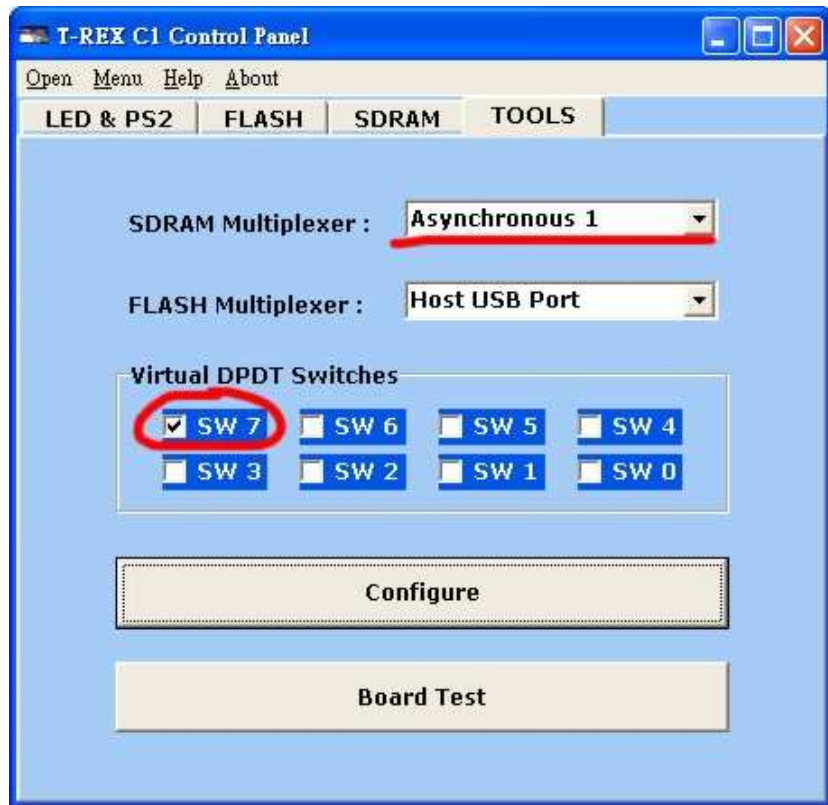 T-REX C1 Control Panel
Open Menu Help About
LED & PS2 FLASH SDRAM TOOLS
SDRAM Multiplexer : Asynchronous 1
FLASH Multiplexer : Host USB Port
Virtual DPDT Switches
SW 7 SW 6 SW 5 SW 4
SW 3 SW 2 SW 1 SW 0
Configure
Board Test